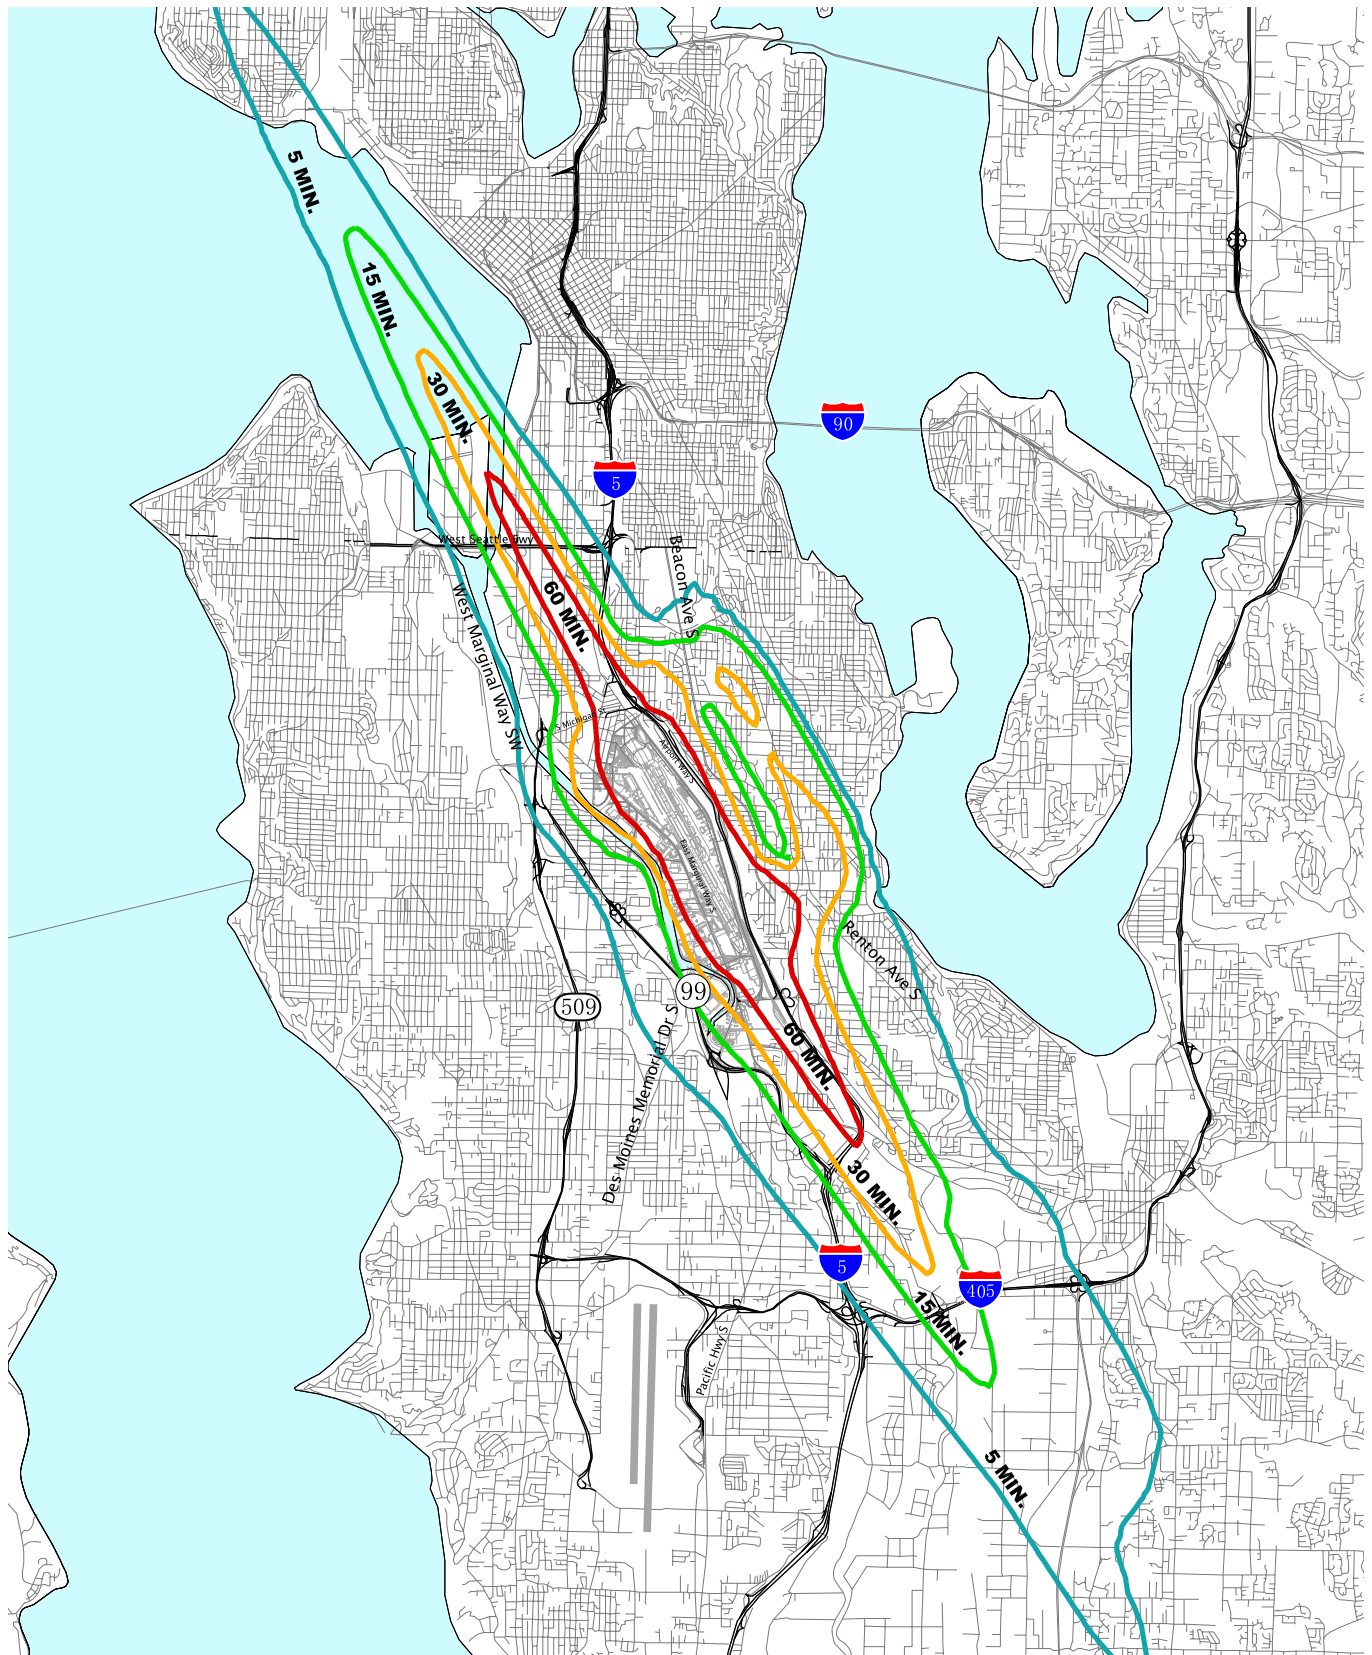 5 MIN.
15 MIN.
30 MIN.
90
5
West Seattle Fwy
Beacon Ave S
60 MIN.
West Marginal Way SW
S Michigan St
Airport Way S
East Marginal Way S
Renton Ave S
99
509
Des Moines Memorial Dr S
60 MIN.
30 MIN.
5
405
15 MIN.
Pacific Hwy S
5 MIN.